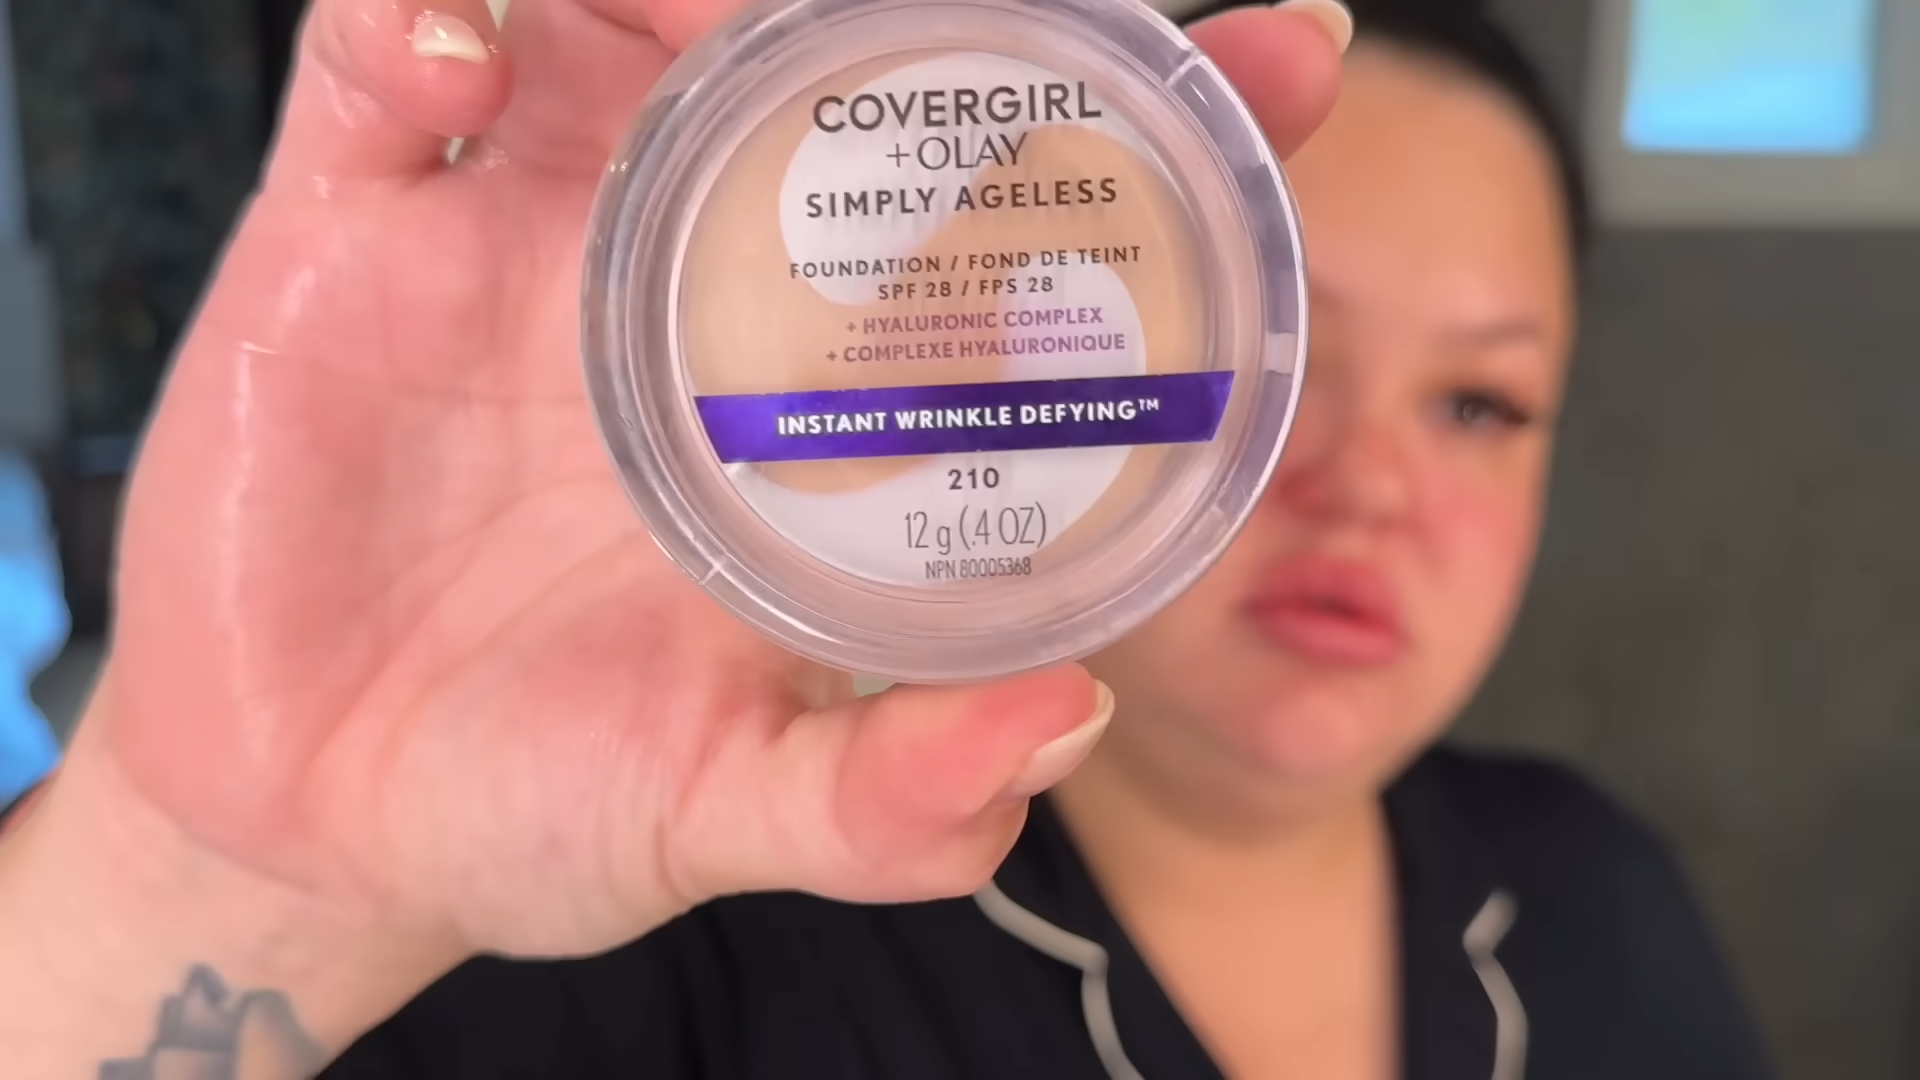 COVERGIRL
+OLAY
SIMPLY AGELESS
FOUNDATION / FOND DE TEINT
SPF 28 / FPS 28
+ HYALURONIC COMPLEX
+ COMPLEXE HYALURONIQUE
INSTANT WRINKLE DEFYING™
210
12 g (.4 OZ)
NPN 80005368